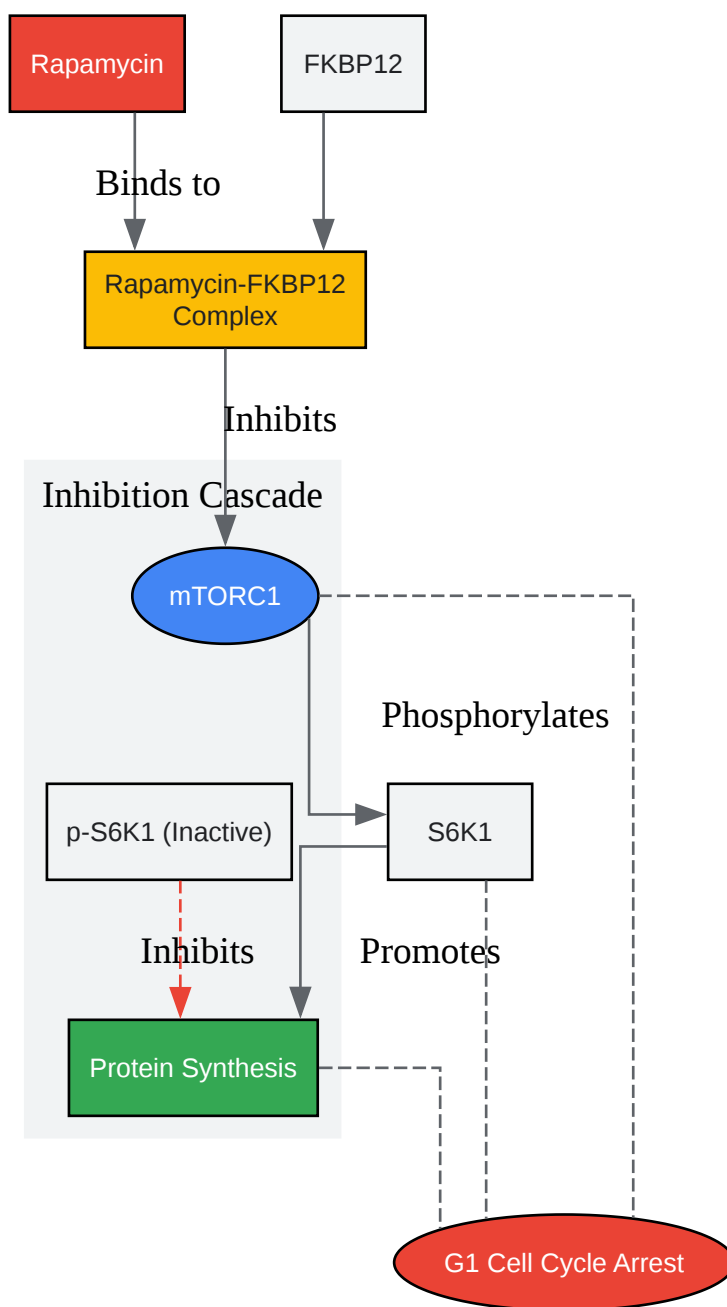 Rapamycin
FKBP12
Binds to
Rapamycin-FKBP12
Complex
Inhibits
Inhibition Cascade
mTORC1
Phosphorylates
p-S6K1 (Inactive)
S6K1
Inhibits
Promotes
Protein Synthesis
G1 Cell Cycle Arrest